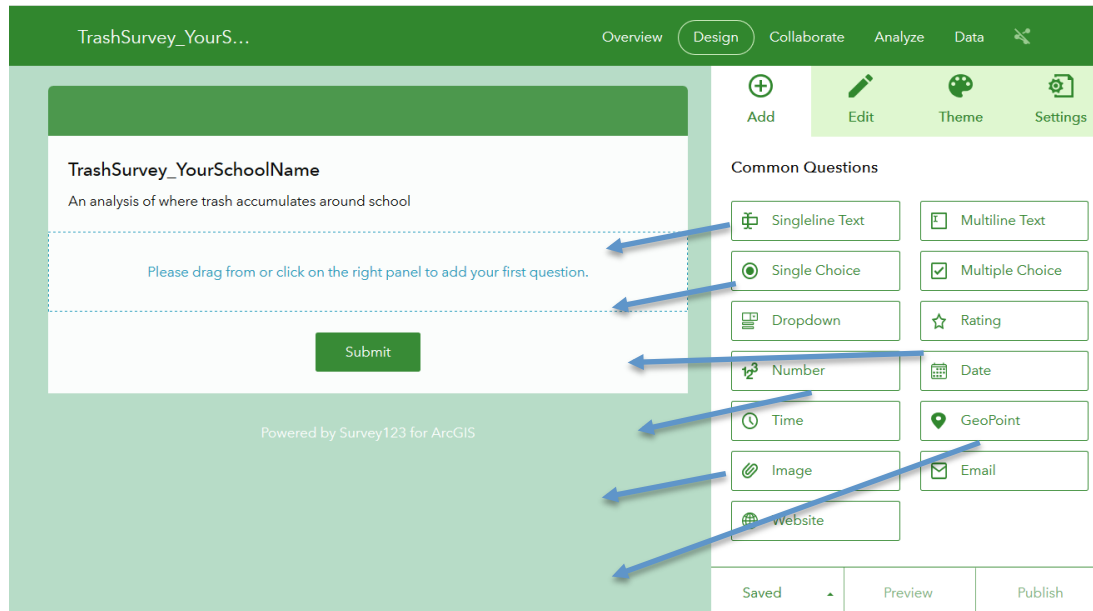 TrashSurvey_YourS...
Overview Design Collaborate Analyze Data
Add Edit Theme Settings
TrashSurvey_YourSchoolName
An analysis of where trash accumulates around school
Please drag from or click on the right panel to add your first question.
Submit
Powered by Survey123 for ArcGIS
Common Questions
Singleline Text Multiline Text
Single Choice Multiple Choice
Dropdown Rating
Number Date
Time GeoPoint
Image Email
Website
Saved Preview Publish